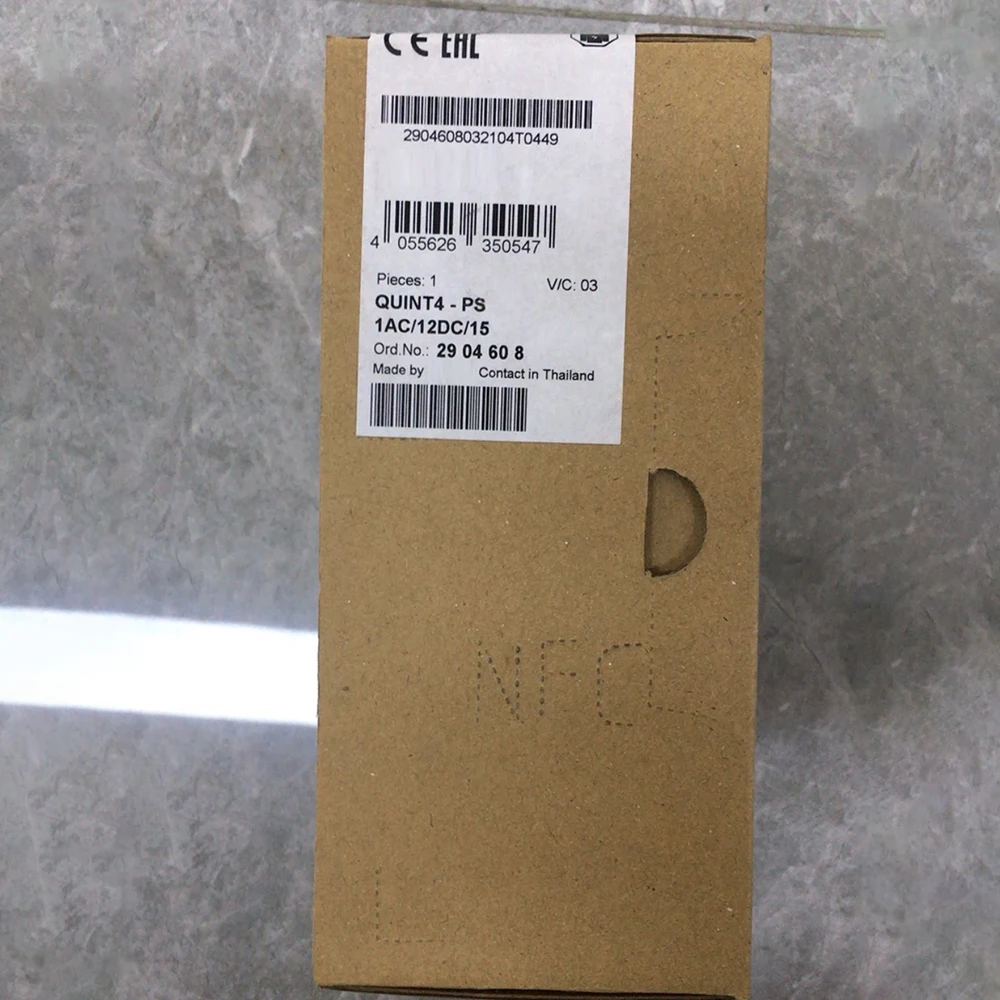 CE EAC
2904608032104T0449
4 055626 350547
Pieces: 1 V/C: 03
QUINT4 - PS
1AC/12DC/15
Ord.No.: 29 04 60 8
Made by Contact in Thailand
NFC